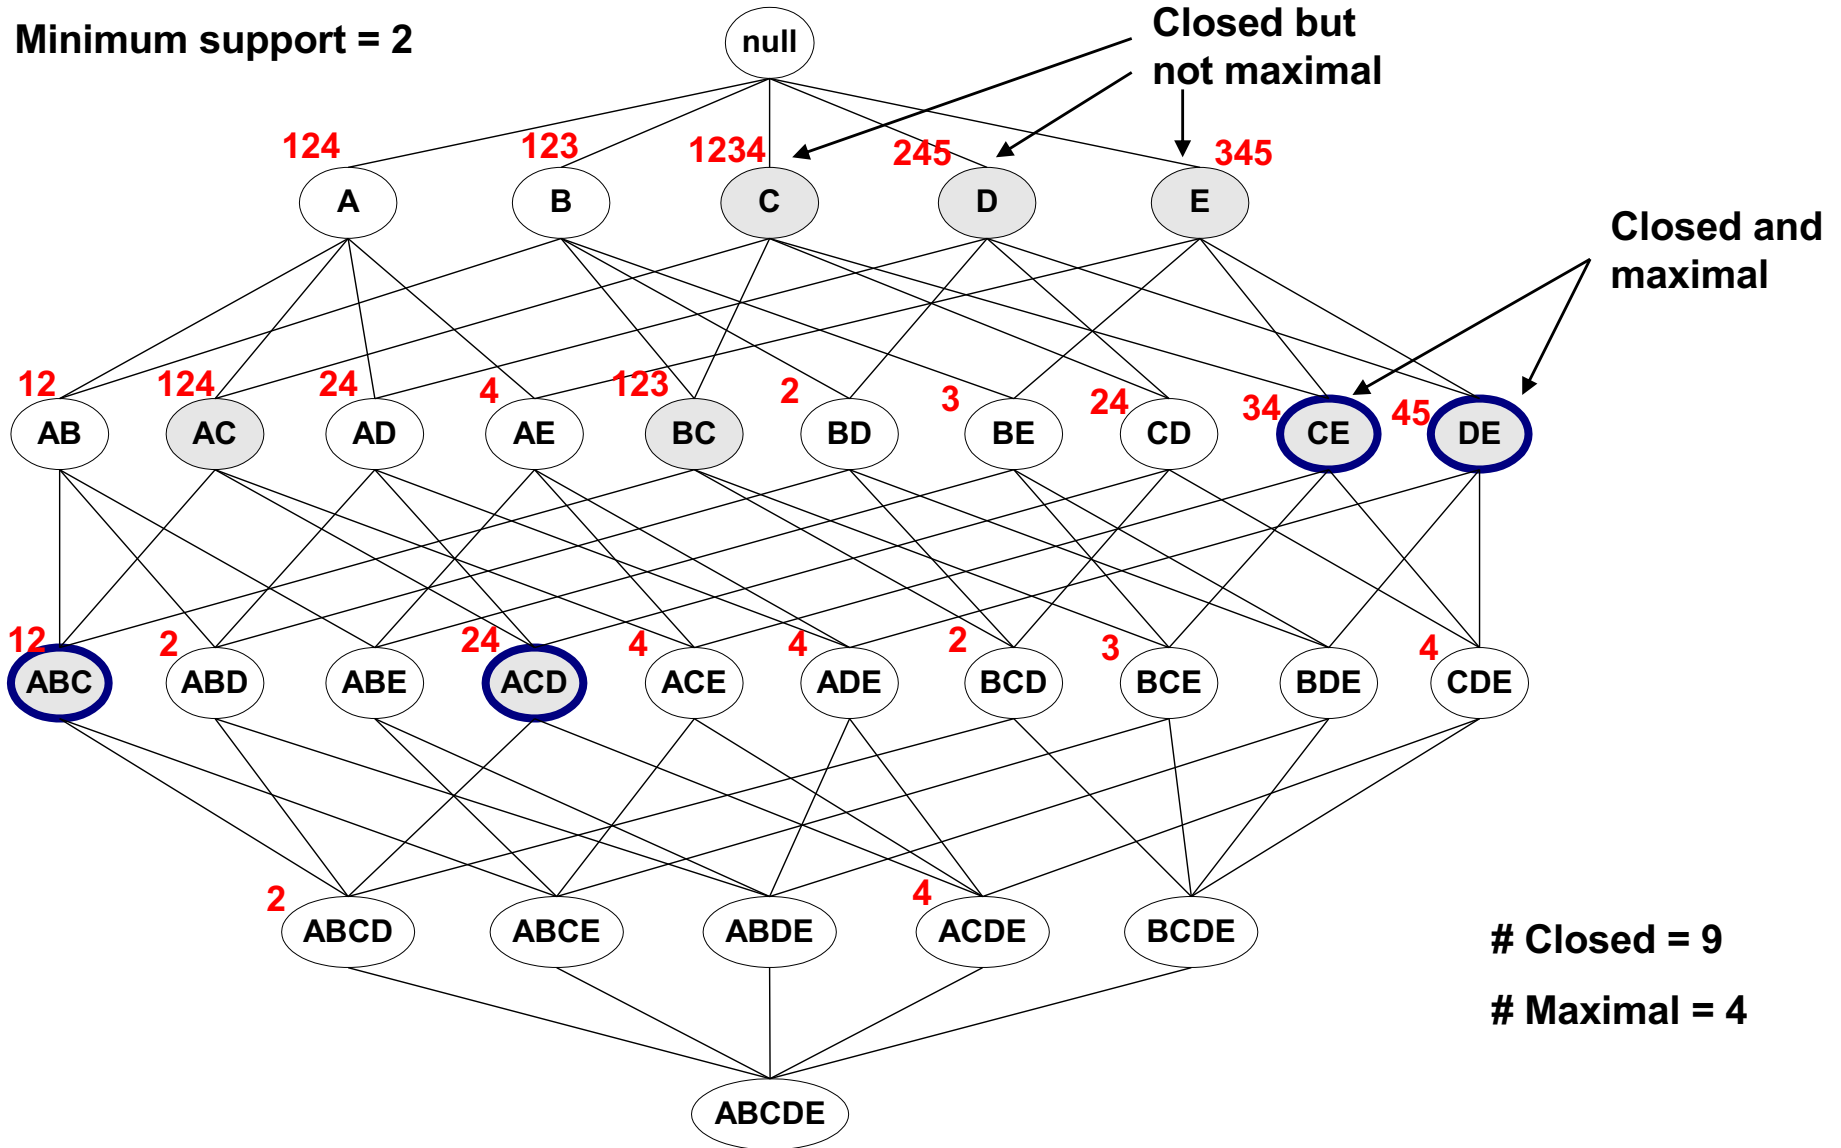 Minimum support = 2
null
Closed but
not maximal
124
123
1234
245
345
A
B
C
D
E
Closed and
maximal
12
124
24
4
123
2
3
24
34
45
AB
AC
AD
AE
BC
BD
BE
CD
CE
DE
12
2
24
4
4
2
3
4
ABC
ABD
ABE
ACD
ACE
ADE
BCD
BCE
BDE
CDE
2
4
ABCD
ABCE
ABDE
ACDE
BCDE
# Closed = 9
# Maximal = 4
ABCDE